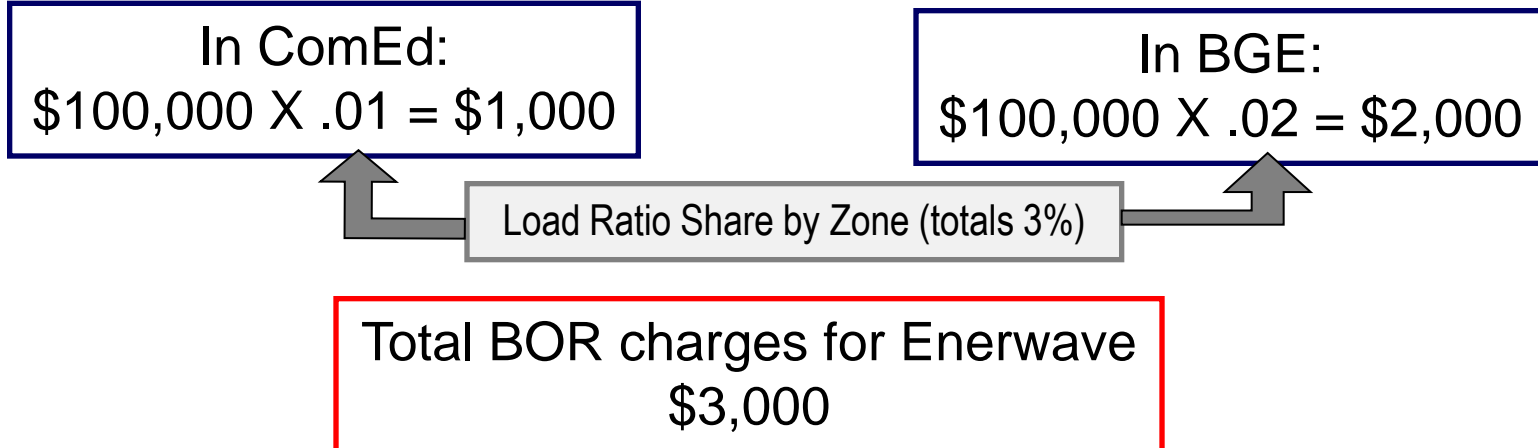 In ComEd:
$100,000 X .01 = $1,000
In BGE:
$100,000 X .02 = $2,000
Load Ratio Share by Zone (totals 3%)
Total BOR charges for Enerwave
$3,000